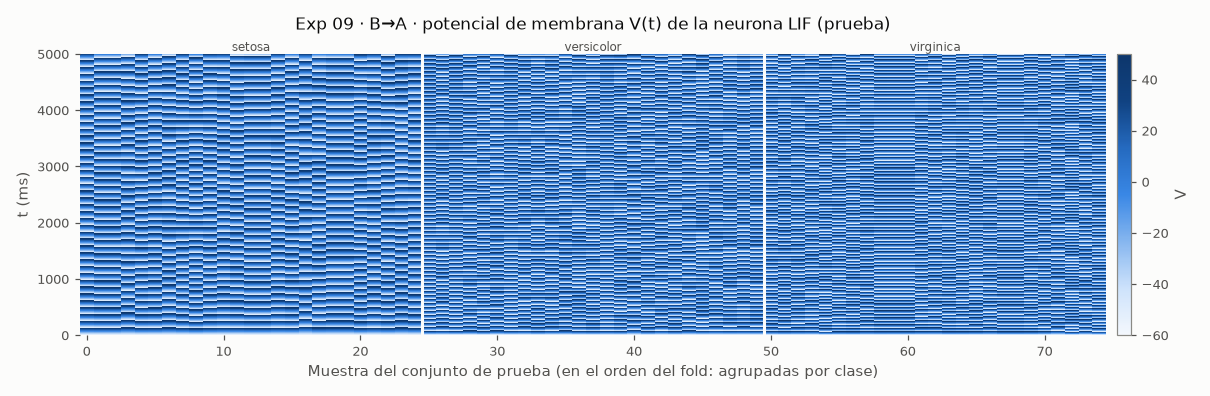 Exp 09 · B→A · potencial de membrana V(t) de la neurona LIF (prueba)
setosa versicolor virginica
5000
4000
3000
2000
1000
0
t (ms)
0 10 20 30 40 50 60 70
Muestra del conjunto de prueba (en el orden del fold: agrupadas por clase)
40
20
0
−20
−40
−60
V